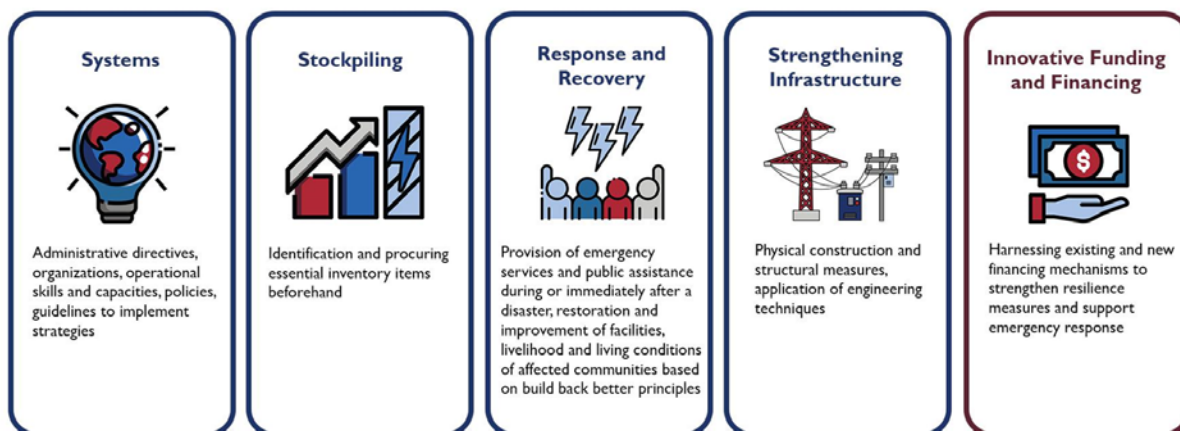 Systems
Administrative directives,
organizations, operational
skills and capacities, policies,
guidelines to implement
strategies
Stockpiling
Identification and procuring
essential inventory items
beforehand
Response and
Recovery
Provision of emergency
services and public assistance
during or immediately after a
disaster, restoration and
improvement of facilities,
livelihood and living conditions
of affected communities based
on build back better principles
Strengthening
Infrastructure
Physical construction and
structural measures,
application of engineering
techniques
Innovative Funding
and Financing
$
Harnessing existing and new
financing mechanisms to
strengthen resilience
measures and support
emergency response